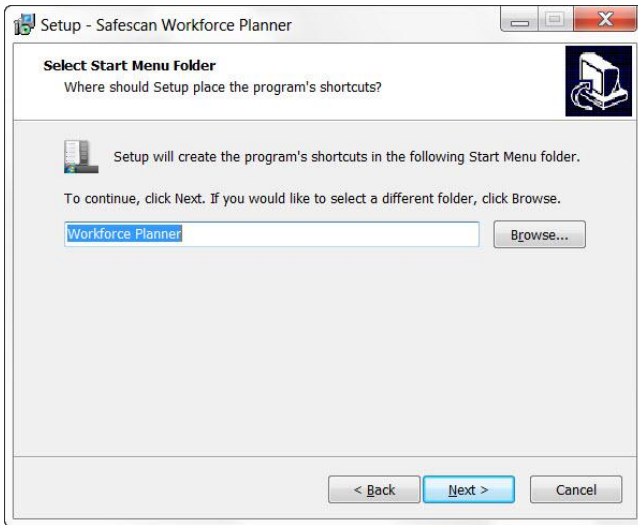 Setup - Safescan Workforce Planner
Select Start Menu Folder
Where should Setup place the program's shortcuts?
Setup will create the program's shortcuts in the following Start Menu folder.
To continue, click Next. If you would like to select a different folder, click Browse.
Workforce Planner
Browse...
< Back
Next >
Cancel